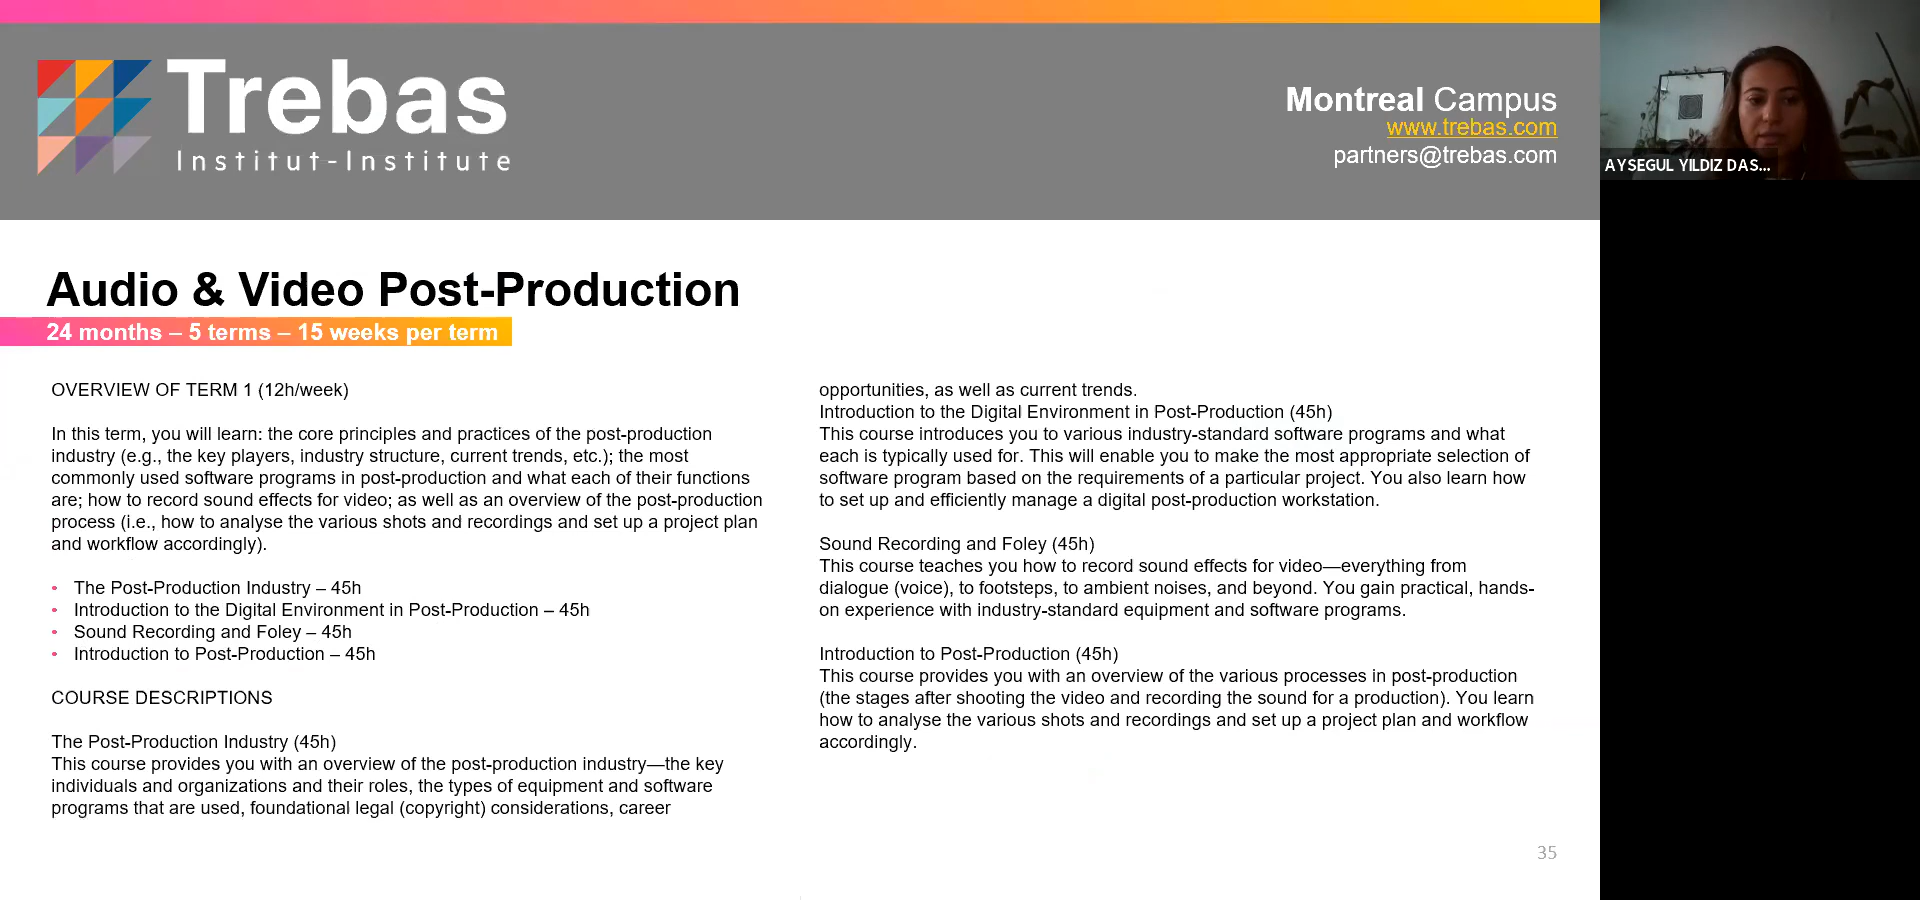 Trebas
Institut-Institute
Montreal Campus
www.trebas.com
partners@trebas.com
AYSEGUL YILDIZ DAS...
Audio & Video Post-Production
24 months – 5 terms – 15 weeks per term
OVERVIEW OF TERM 1 (12h/week)
In this term, you will learn: the core principles and practices of the post-production
industry (e.g., the key players, industry structure, current trends, etc.); the most
commonly used software programs in post-production and what each of their functions
are; how to record sound effects for video; as well as an overview of the post-production
process (i.e., how to analyse the various shots and recordings and set up a project plan
and workflow accordingly).
• The Post-Production Industry – 45h
• Introduction to the Digital Environment in Post-Production – 45h
• Sound Recording and Foley – 45h
• Introduction to Post-Production – 45h
COURSE DESCRIPTIONS
The Post-Production Industry (45h)
This course provides you with an overview of the post-production industry—the key
individuals and organizations and their roles, the types of equipment and software
programs that are used, foundational legal (copyright) considerations, career
opportunities, as well as current trends.
Introduction to the Digital Environment in Post-Production (45h)
This course introduces you to various industry-standard software programs and what
each is typically used for. This will enable you to make the most appropriate selection of
software program based on the requirements of a particular project. You also learn how
to set up and efficiently manage a digital post-production workstation.
Sound Recording and Foley (45h)
This course teaches you how to record sound effects for video—everything from
dialogue (voice), to footsteps, to ambient noises, and beyond. You gain practical, hands-
on experience with industry-standard equipment and software programs.
Introduction to Post-Production (45h)
This course provides you with an overview of the various processes in post-production
(the stages after shooting the video and recording the sound for a production). You learn
how to analyse the various shots and recordings and set up a project plan and workflow
accordingly.
35